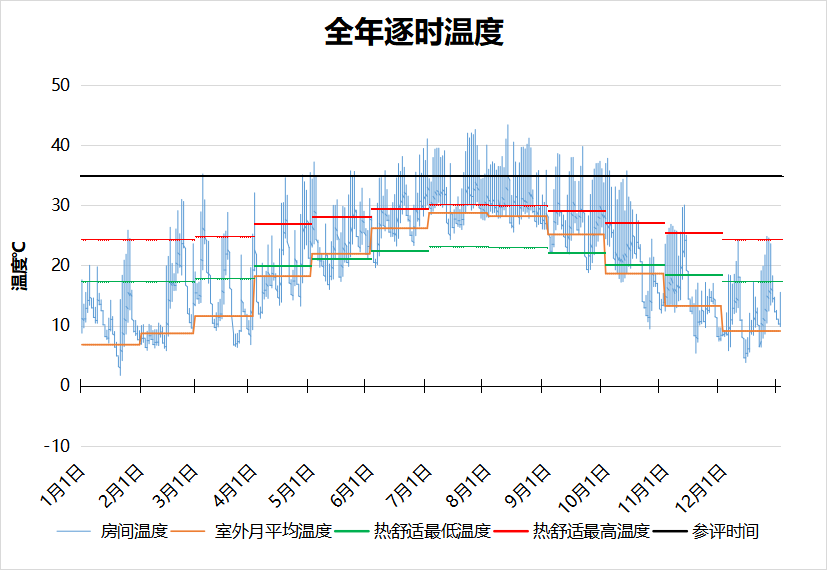 全年逐时温度
温度℃
50
40
30
20
10
0
-10
1月1日
2月1日
3月1日
4月1日
5月1日
6月1日
7月1日
8月1日
9月1日
10月1日
11月1日
12月1日
房间温度 室外月平均温度 热舒适最低温度 热舒适最高温度 参评时间